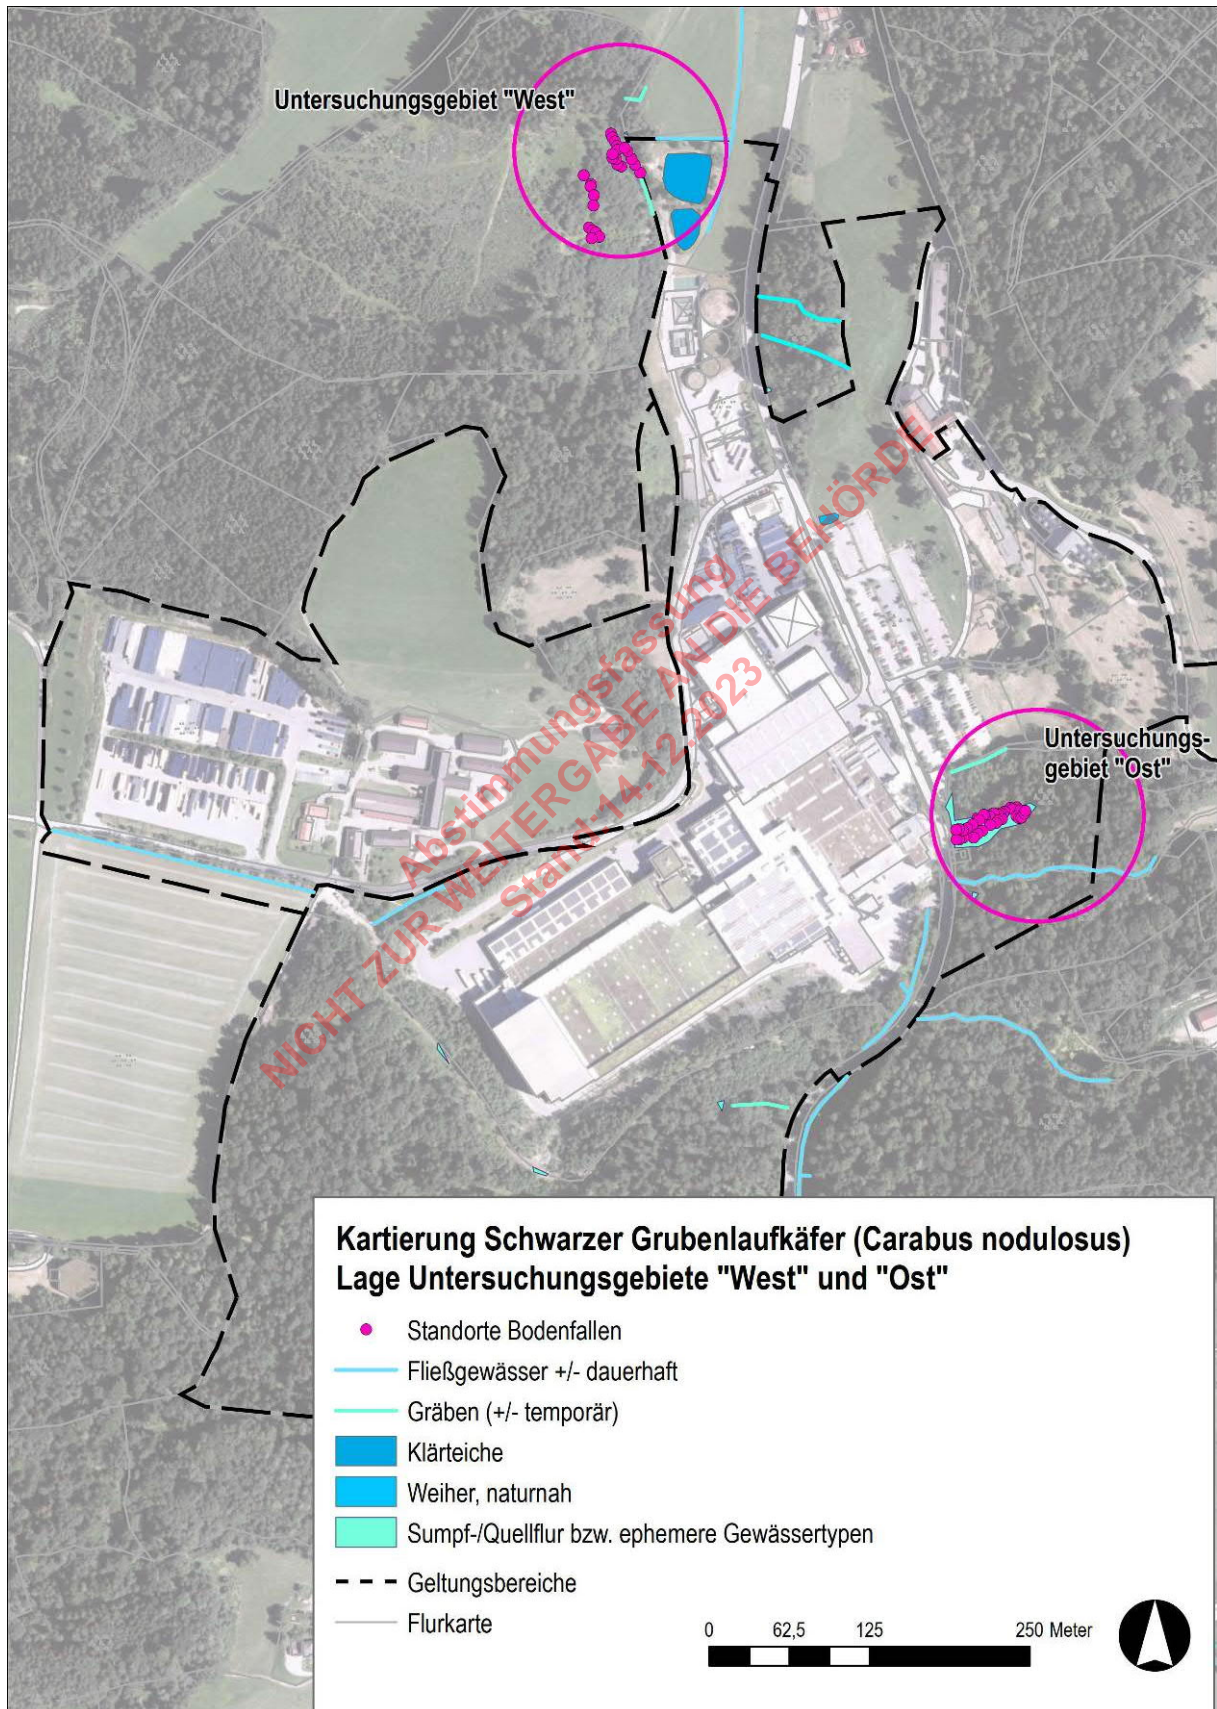 Untersuchungsgebiet "West"
Untersuchungs-
gebiet "Ost"
Abstimmungsfassung
NICHT ZUR WEITERGABE AN DIE BEHÖRDE
Stand: 14.12.2023
Kartierung Schwarzer Grubenlaufkäfer (Carabus nodulosus)
Lage Untersuchungsgebiete "West" und "Ost"
Standorte Bodenfallen
Fließgewässer +/- dauerhaft
Gräben (+/- temporär)
Klärteiche
Weiher, naturnah
Sumpf-/Quellflur bzw. ephemere Gewässertypen
Geltungsbereiche
Flurkarte
0 62,5 125 250 Meter